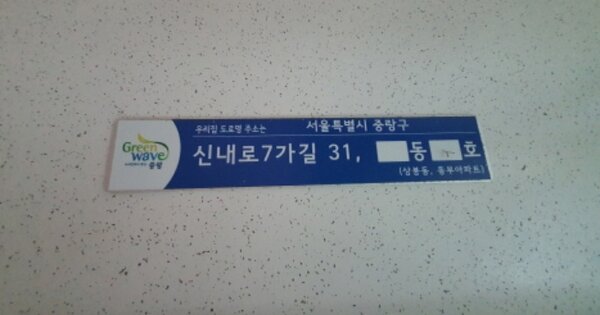 우리집 도로명 주소는 서울특별시 중랑구
Green wave 중랑
신내로7가길 31, 동 호
(상봉동, 동부아파트)